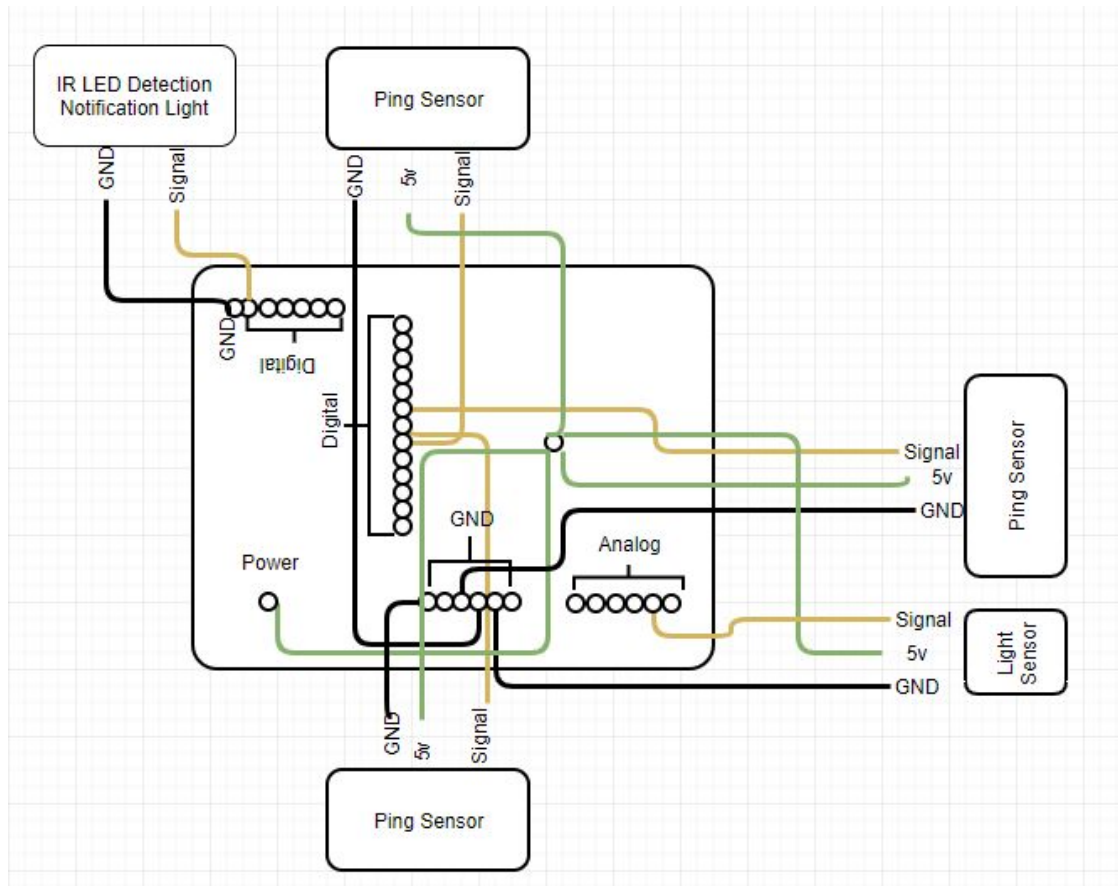 IR LED Detection
Notification Light
Ping Sensor
GND
Signal
GND
5v
Signal
GND
Digital
Digital
Signal
5v
GND
Ping Sensor
GND
Analog
Power
Signal
5v
GND
Light
Sensor
GND
5v
Signal
Ping Sensor